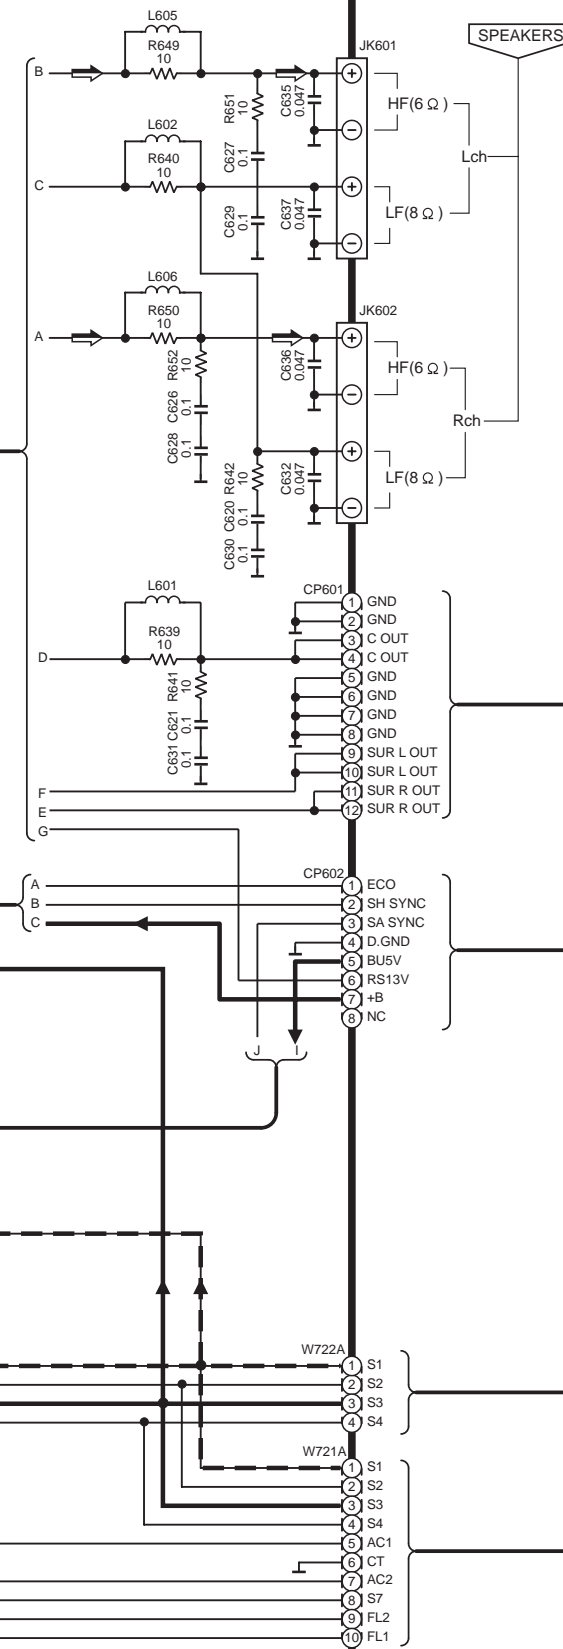 L605
R649
10
B
JK601
SPEAKERS
R651
10
C635
0.047
+
HF(6 Ω)
−
L602
R640
10
C627
0.1
Lch
C
C629
0.1
C637
0.047
+
LF(8 Ω)
−
L606
R650
10
JK602
A
R652
10
C636
0.047
+
HF(6 Ω)
−
C626
0.1
Rch
C628
0.1
R642
10
C632
0.047
+
LF(8 Ω)
−
C620
0.1
C630
0.1
L601
R639
10
D
R641
10
C621
0.1
C631
0.1
CP601
1 GND
2 GND
3 C OUT
4 C OUT
5 GND
6 GND
7 GND
8 GND
9 SUR L OUT
10 SUR L OUT
11 SUR R OUT
12 SUR R OUT
F
E
G
CP602
A
B
C
1 ECO
2 SH SYNC
3 SA SYNC
4 D.GND
5 BU5V
6 RS13V
7 +B
8 NC
J
I
W722A
1 S1
2 S2
3 S3
4 S4
W721A
1 S1
2 S2
3 S3
4 S4
5 AC1
6 CT
7 AC2
8 S7
9 FL2
10 FL1